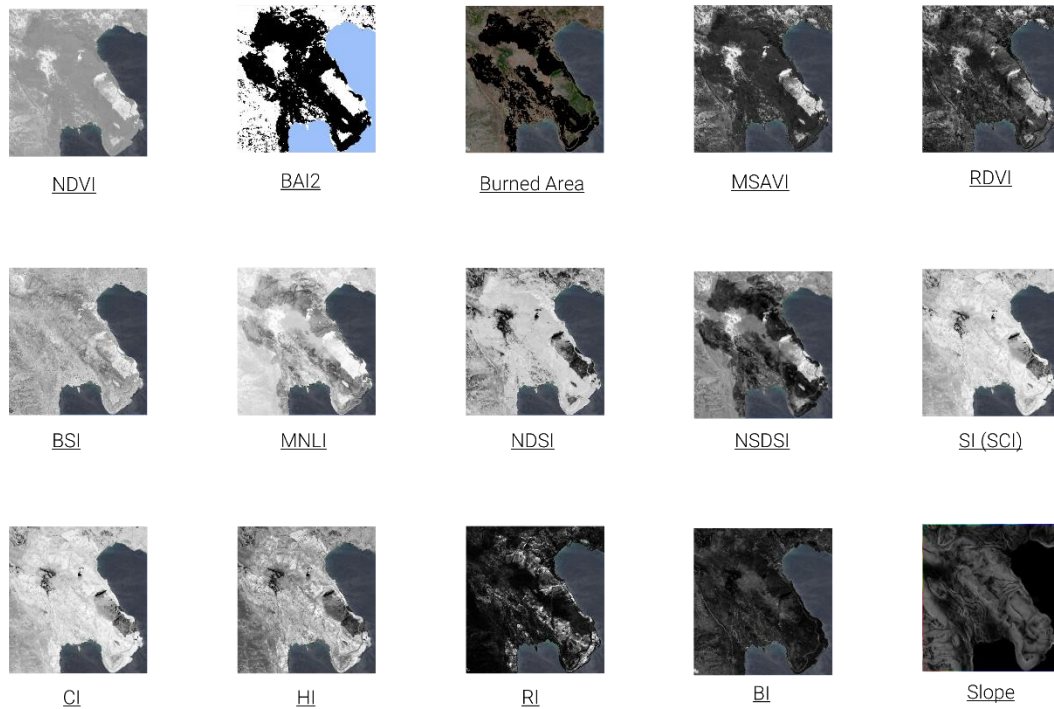 NDVI
BAI2
Burned Area
MSAVI
RDVI
BSI
MNLI
NDSI
NSDSI
SI (SCI)
CI
HI
RI
BI
Slope